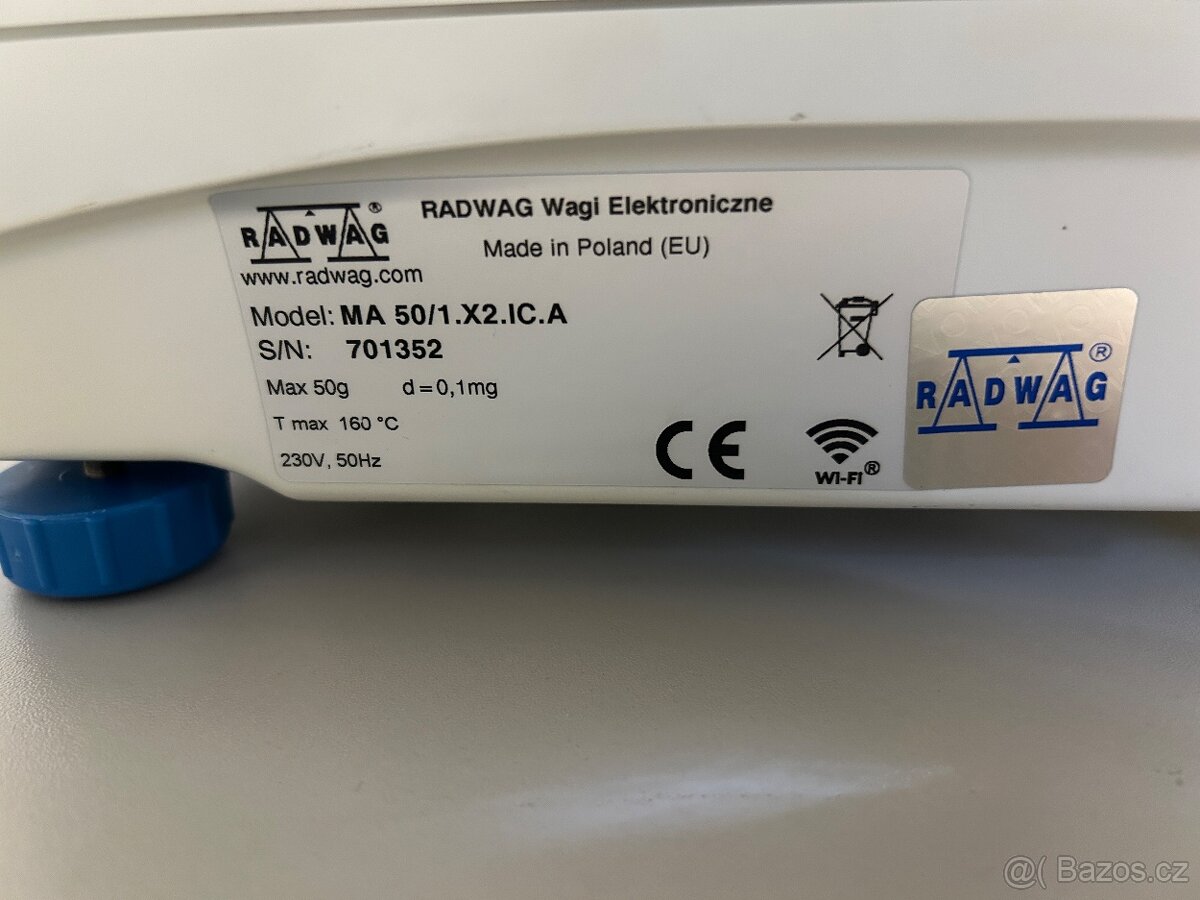 RADWAG®
www.radwag.com
RADWAG Wagi Elektroniczne
Made in Poland (EU)
Model: MA 50/1.X2.IC.A
S/N: 701352
Max 50g d=0,1mg
T max 160 °C
230V, 50Hz
CE
WI-FI®
RADWAG®
@( Bazos.cz